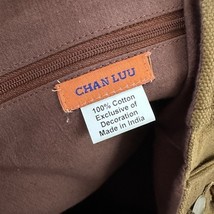 CHAN LUU
100% Cotton
Exclusive of
Decoration
Made in India